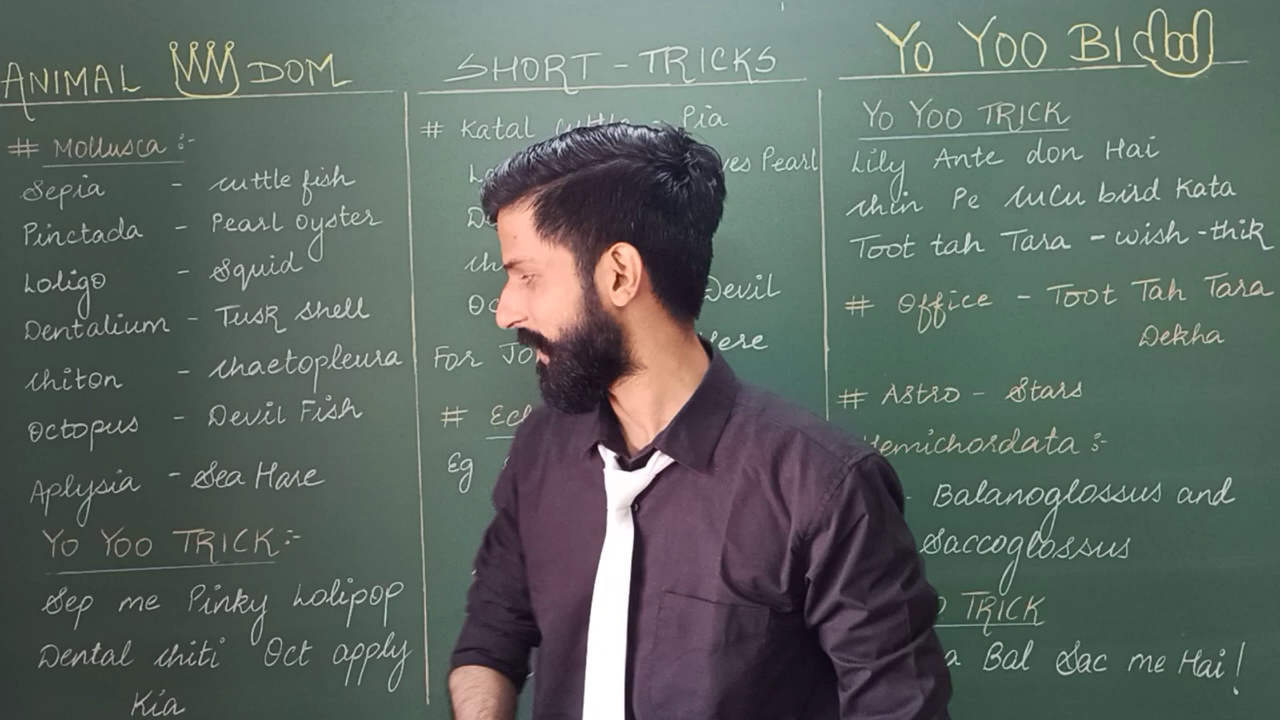 ANIMAL DOM
# Mollusca :-
Sepia - cuttle fish
Pinctada - Pearl oyster
Loligo - Squid
Dentalium - Tusk shell
chiton - chaetopleura
Octopus - Devil Fish
Aplysia - Sea Hare
YO YOO TRICK :-
Sep me Pinky Lolipop
Dental chiti Oct apply
Kia
SHORT - TRICKS
# Katal cuttle - Pia
Pearl
Devil
For
#
Eg
YO YOO BIO
YO YOO TRICK
Lily Ante don Hai
chin Pe CuCu bird Kata
Toot tah Tara - wish - thik
# Office - Toot Tah Tara
Dekha
# Astro - Stars
Hemichordata :-
- Balanoglossus and
Saccoglossus
TRICK
Bal Sac me Hai!